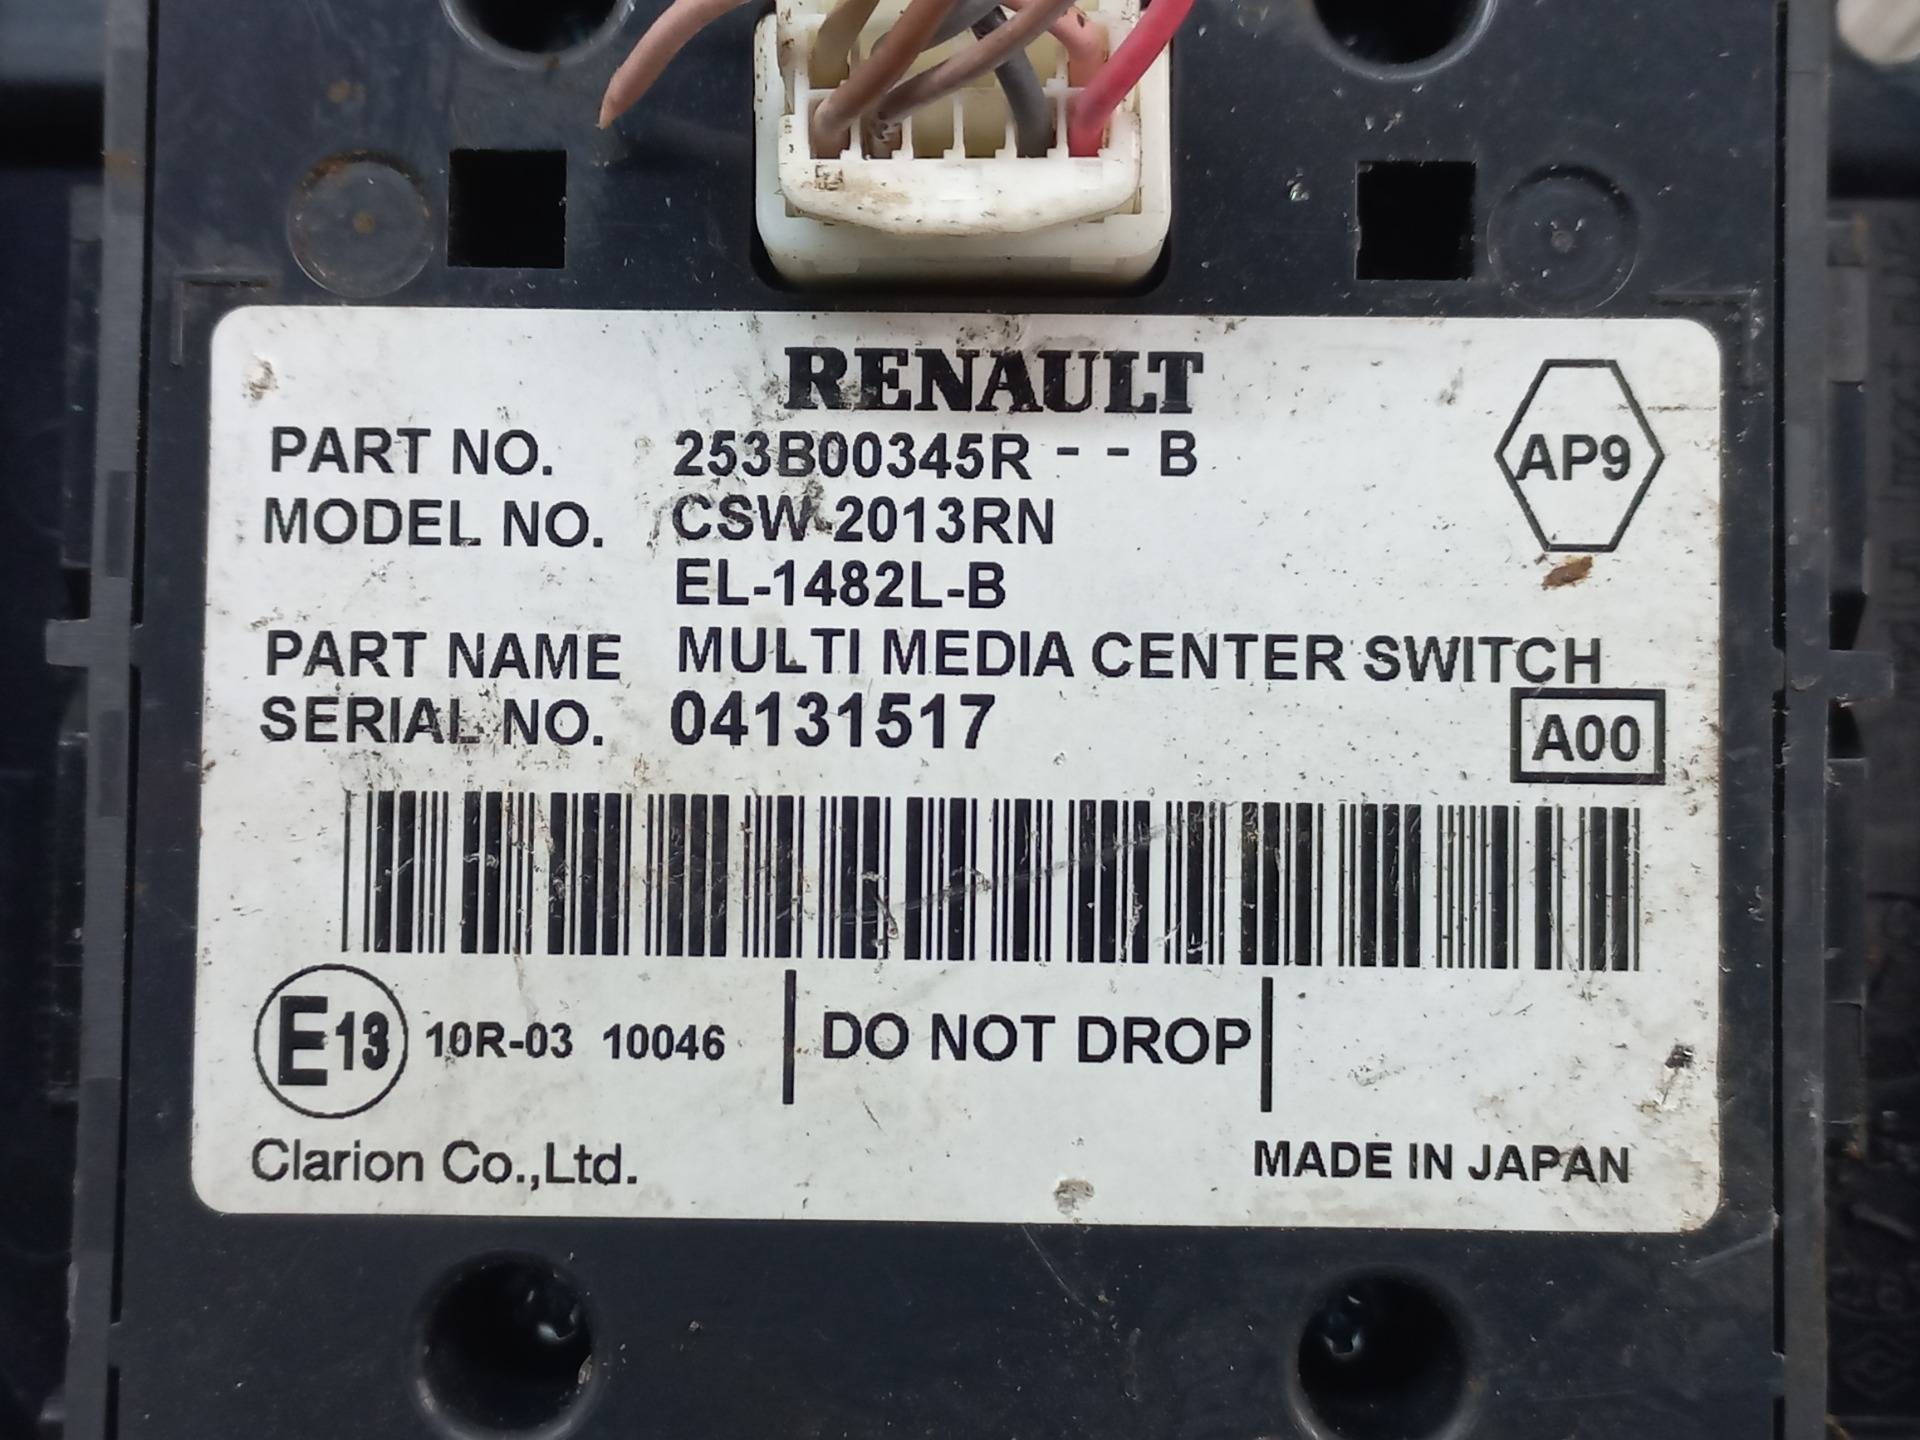 RENAULT
PART NO. 253B00345R - - B
AP9
MODEL NO. CSW-2013RN
EL-1482L-B
PART NAME MULTI MEDIA CENTER SWITCH
SERIAL NO. 04131517
A00
E13 10R-03 10046 DO NOT DROP
Clarion Co.,Ltd. MADE IN JAPAN